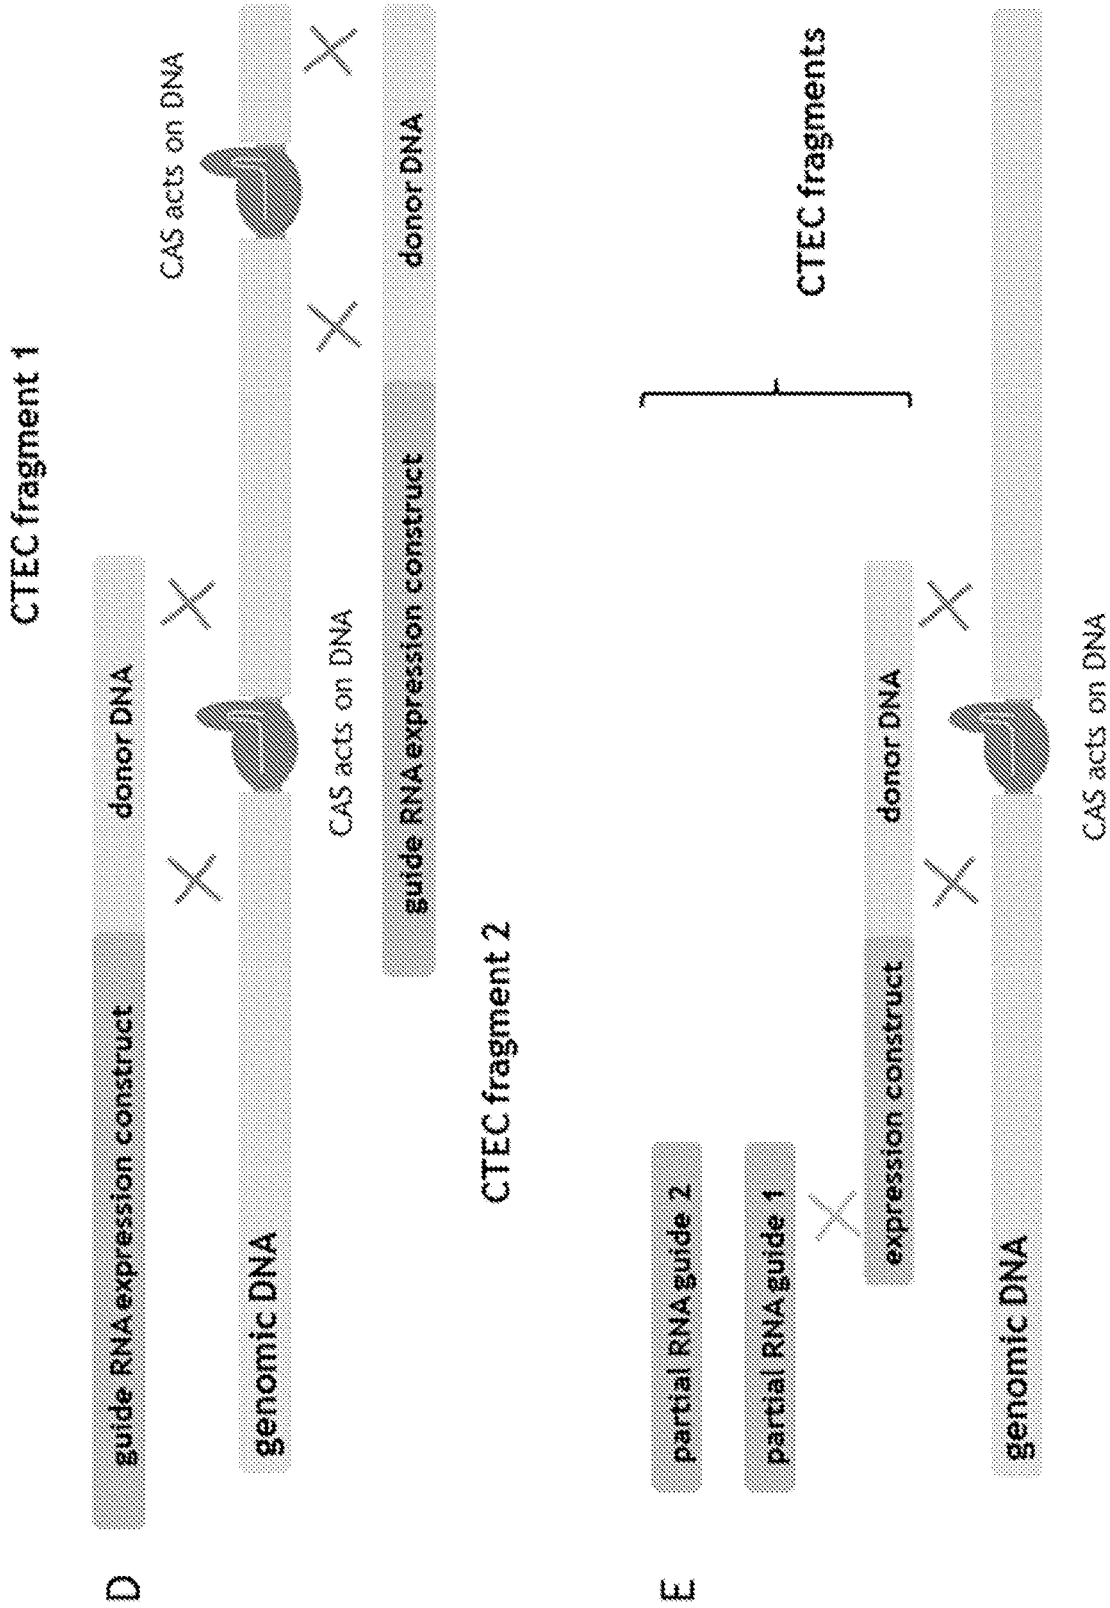 D
CTEC fragment 1
guide RNA expression construct
donor DNA
CAS acts on DNA
genomic DNA
CAS acts on DNA
guide RNA expression construct
donor DNA
CTEC fragment 2
E
partial RNA guide 2
partial RNA guide 1
CTEC fragments
expression construct
donor DNA
genomic DNA
CAS acts on DNA